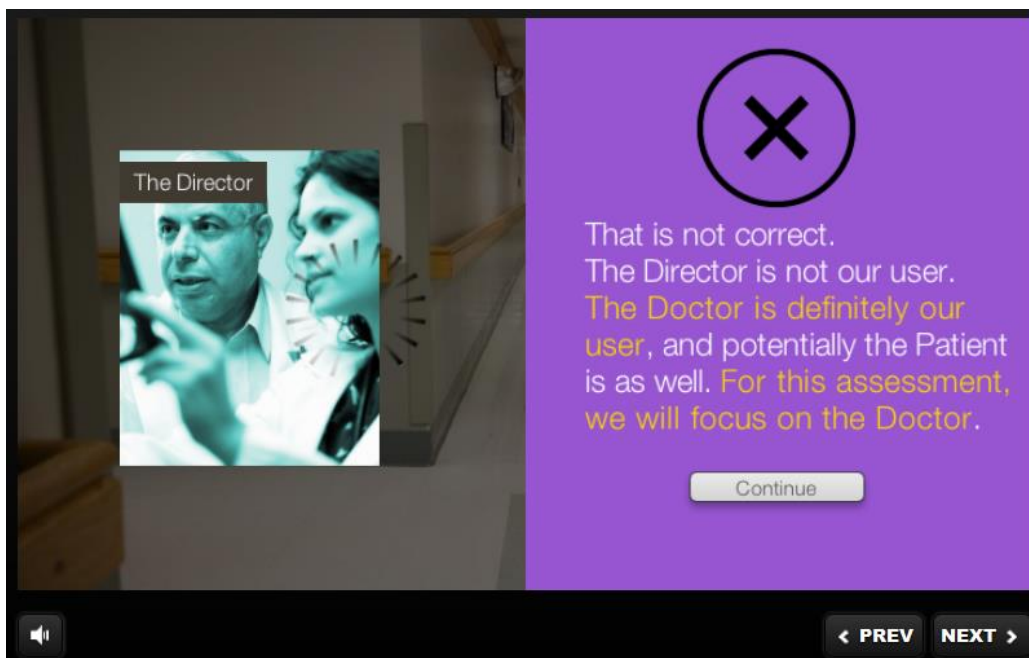 The Director
That is not correct.
The Director is not our user.
The Doctor is definitely our
user, and potentially the Patient
is as well. For this assessment,
we will focus on the Doctor.
Continue
PREV
NEXT